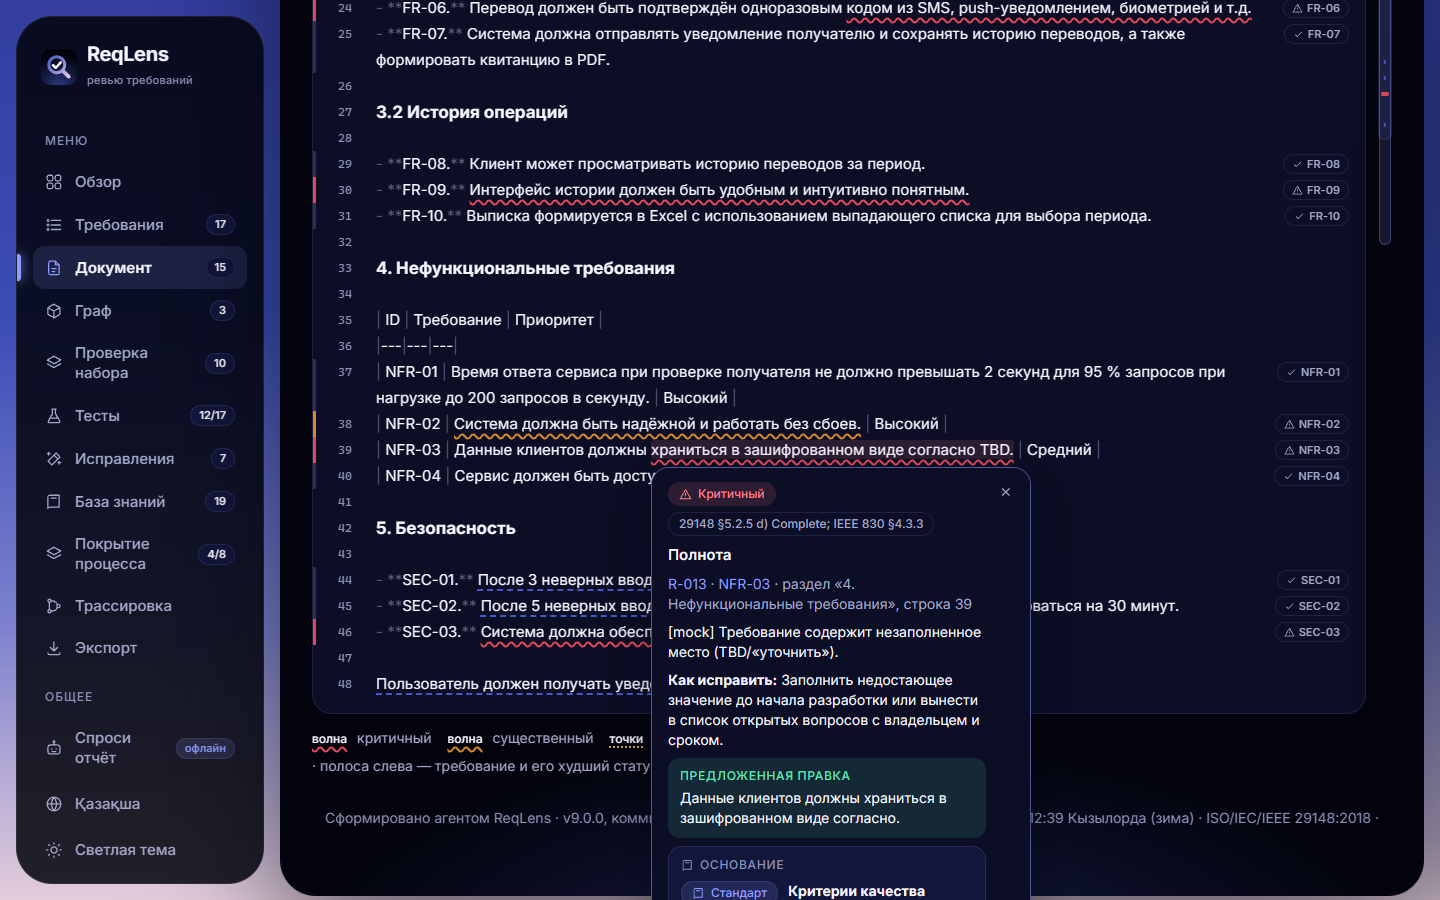 ReqLens
ревью требований
МЕНЮ
Обзор
Требования 17
Документ 15
Граф 3
Проверка
набора 10
Тесты 12/17
Исправления 7
База знаний 19
Покрытие
процесса 4/8
Трассировка
Экспорт
ОБЩЕЕ
Спроси
отчёт офлайн
Қазақша
Светлая тема
24 - **FR-06.** Перевод должен быть подтверждён одноразовым кодом из SMS, push-уведомлением, биометрией и т.д. FR-06
25 - **FR-07.** Система должна отправлять уведомление получателю и сохранять историю переводов, а также FR-07
формировать квитанцию в PDF.
26
27 3.2 История операций
28
29 - **FR-08.** Клиент может просматривать историю переводов за период. FR-08
30 - **FR-09.** Интерфейс истории должен быть удобным и интуитивно понятным. FR-09
31 - **FR-10.** Выписка формируется в Excel с использованием выпадающего списка для выбора периода. FR-10
32
33 4. Нефункциональные требования
34
35 | ID | Требование | Приоритет |
36 |---|---|---|
37 | NFR-01 | Время ответа сервиса при проверке получателя не должно превышать 2 секунд для 95 % запросов при NFR-01
нагрузке до 200 запросов в секунду. | Высокий |
38 | NFR-02 | Система должна быть надёжной и работать без сбоев. | Высокий | NFR-02
39 | NFR-03 | Данные клиентов должны храниться в зашифрованном виде согласно TBD. | Средний | NFR-03
40 | NFR-04 | Сервис должен быть досту NFR-04
41
42 5. Безопасность
43
44 - **SEC-01.** После 3 неверных ввод SEC-01
45 - **SEC-02.** После 5 неверных ввод оваться на 30 минут. SEC-02
46 - **SEC-03.** Система должна обесп SEC-03
47
48 Пользователь должен получать увед
волна критичный волна существенный точки
· полоса слева — требование и его худший стату
Сформировано агентом ReqLens · v9.0.0, комм 12:39 Кызылорда (зима) · ISO/IEC/IEEE 29148:2018 ·
Критичный
29148 §5.2.5 d) Complete; IEEE 830 §4.3.3
Полнота
R-013 · NFR-03 · раздел «4.
Нефункциональные требования», строка 39
[mock] Требование содержит незаполненное
место (TBD/«уточнить»).
Как исправить: Заполнить недостающее
значение до начала разработки или вынести
в список открытых вопросов с владельцем и
сроком.
ПРЕДЛОЖЕННАЯ ПРАВКА
Данные клиентов должны храниться в
зашифрованном виде согласно.
ОСНОВАНИЕ
Стандарт Критерии качества